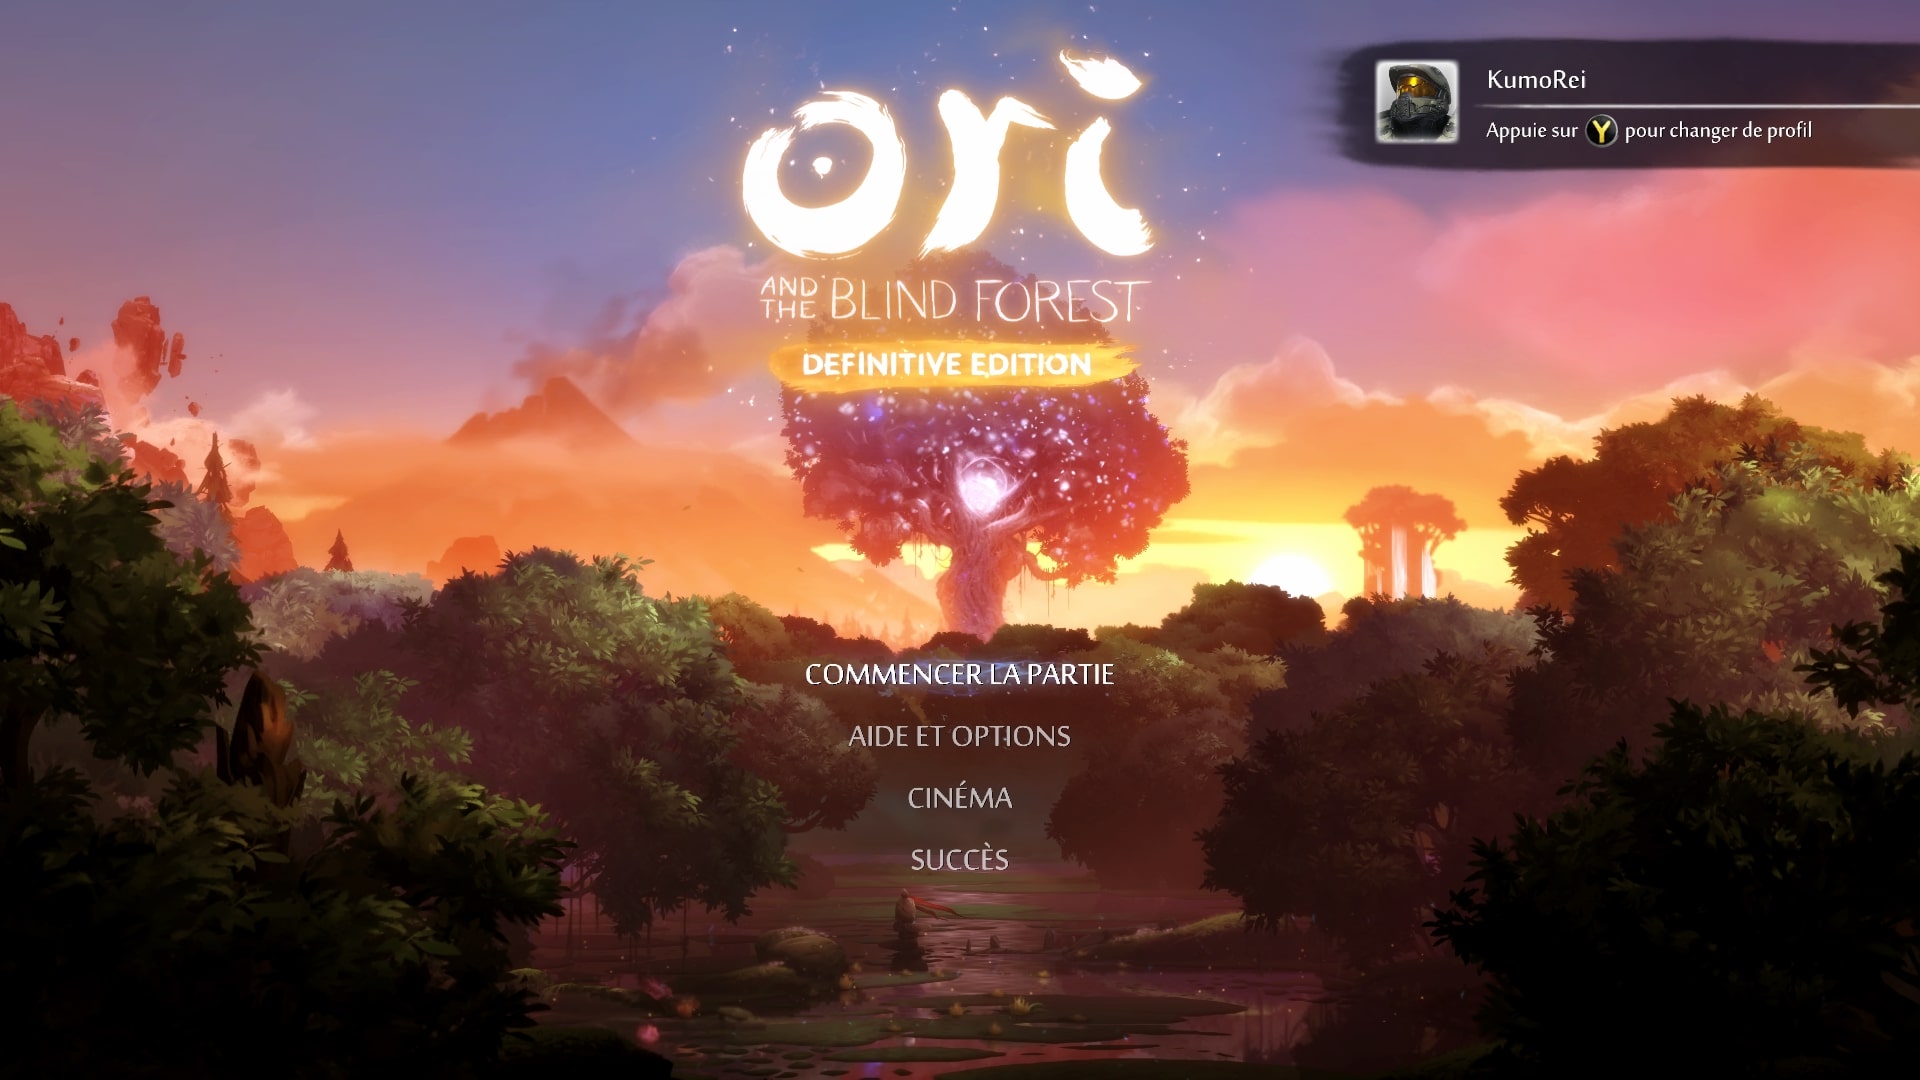 ori
AND THE BLIND FOREST
DEFINITIVE EDITION
KumoRei
Appuie sur Y pour changer de profil
COMMENCER LA PARTIE
AIDE ET OPTIONS
CINÉMA
SUCCÈS